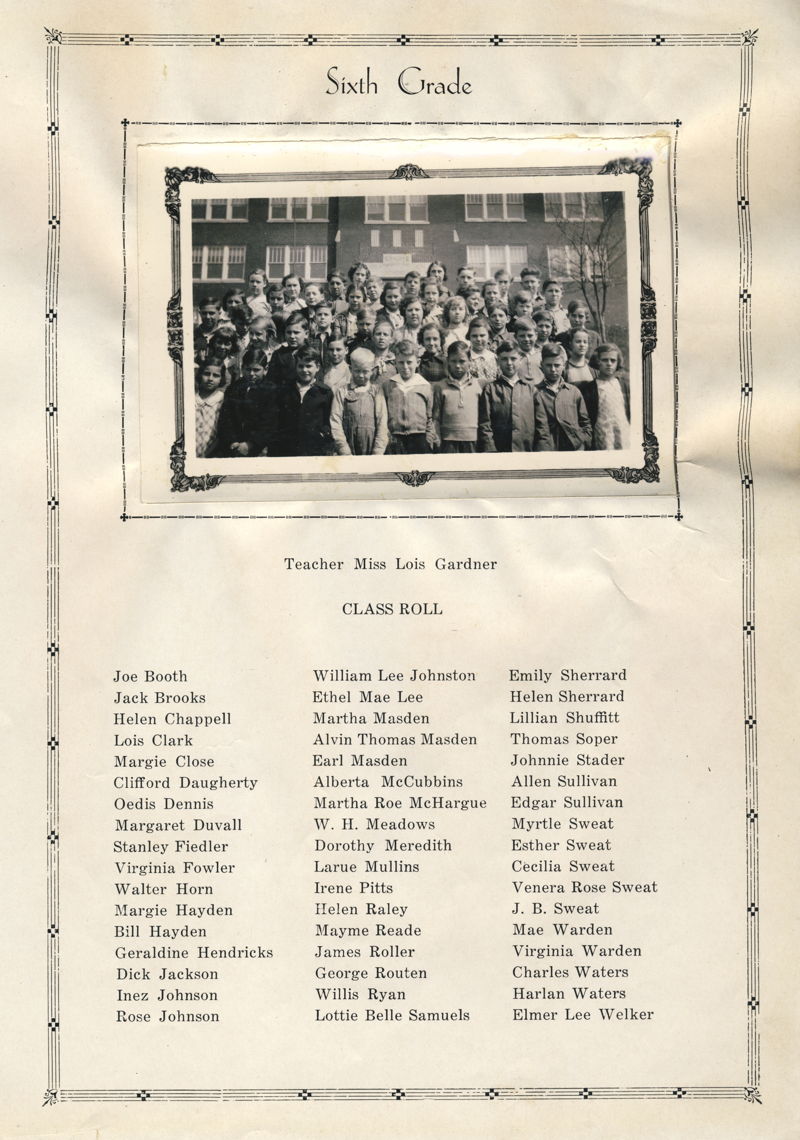 Sixth Grade
Teacher Miss Lois Gardner
CLASS ROLL
Joe Booth
Jack Brooks
Helen Chappell
Lois Clark
Margie Close
Clifford Daugherty
Oedis Dennis
Margaret Duvall
Stanley Fiedler
Virginia Fowler
Walter Horn
Margie Hayden
Bill Hayden
Geraldine Hendricks
Dick Jackson
Inez Johnson
Rose Johnson
William Lee Johnston
Ethel Mae Lee
Martha Masden
Alvin Thomas Masden
Earl Masden
Alberta McCubbins
Martha Roe McHargue
W. H. Meadows
Dorothy Meredith
Larue Mullins
Irene Pitts
Helen Raley
Mayme Reade
James Roller
George Routen
Willis Ryan
Lottie Belle Samuels
Emily Sherrard
Helen Sherrard
Lillian Shuffitt
Thomas Soper
Johnnie Stader
Allen Sullivan
Edgar Sullivan
Myrtle Sweat
Esther Sweat
Cecilia Sweat
Venera Rose Sweat
J. B. Sweat
Mae Warden
Virginia Warden
Charles Waters
Harlan Waters
Elmer Lee Welker